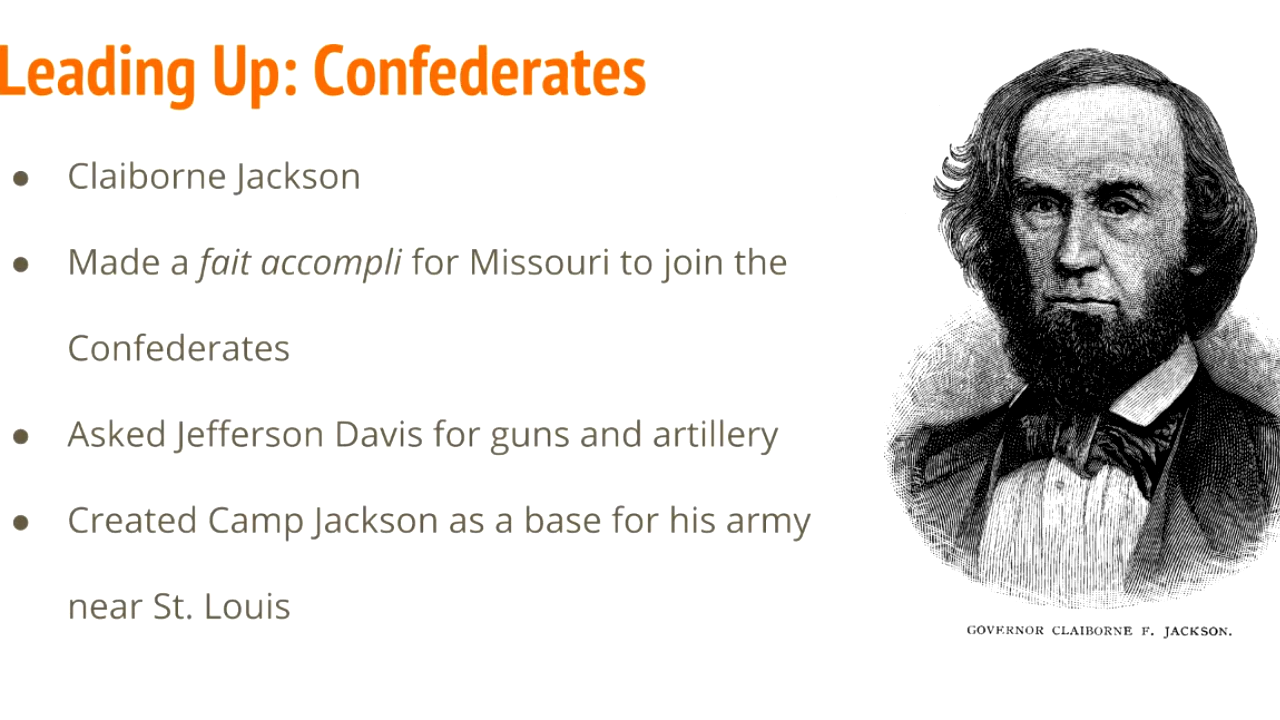 Leading Up: Confederates
● Claiborne Jackson
● Made a fait accompli for Missouri to join the
Confederates
● Asked Jefferson Davis for guns and artillery
● Created Camp Jackson as a base for his army
near St. Louis
GOVERNOR CLAIBORNE F. JACKSON.